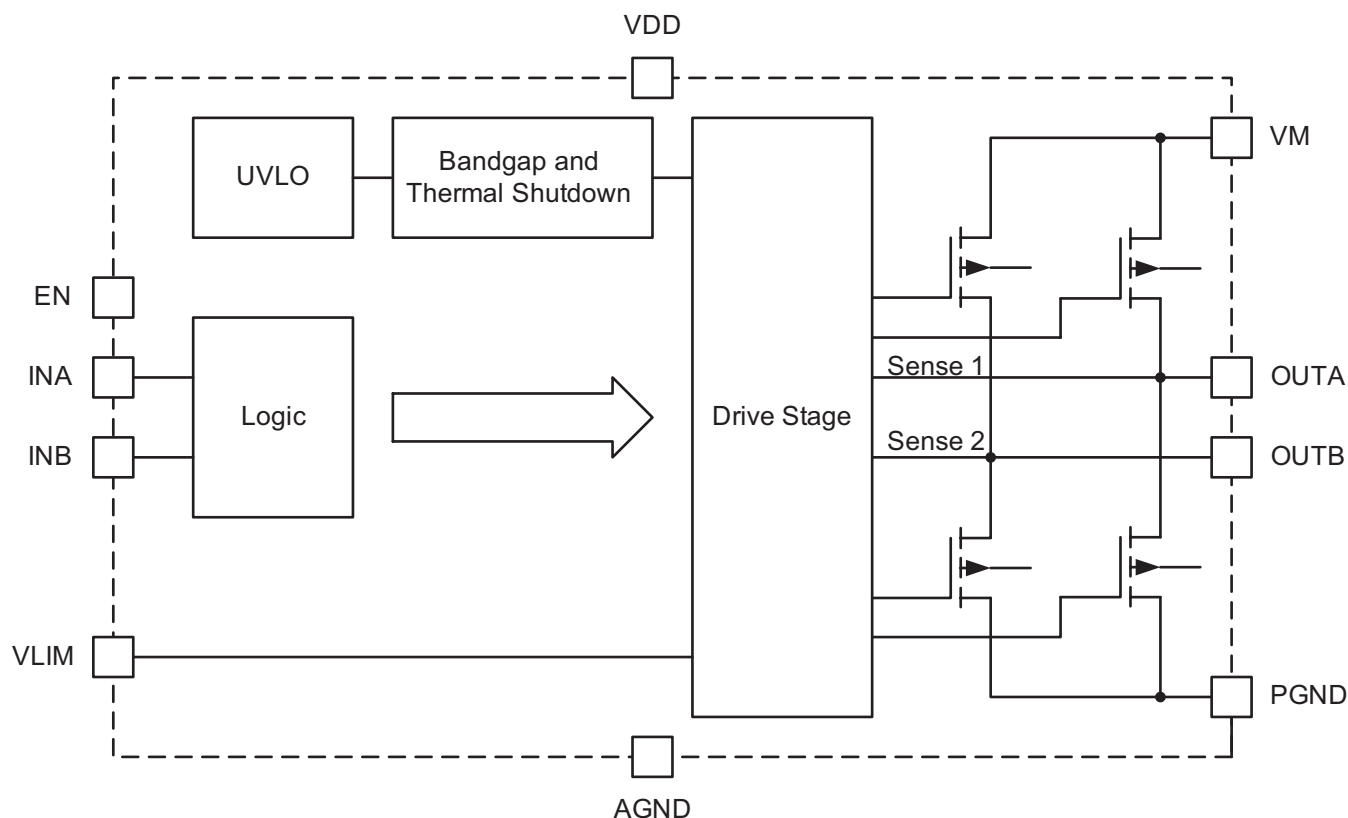 VDD
VM
UVLO
Bandgap and
Thermal Shutdown
EN
INA
INB
Logic
Drive Stage
Sense 1
Sense 2
OUTA
OUTB
VLIM
PGND
AGND